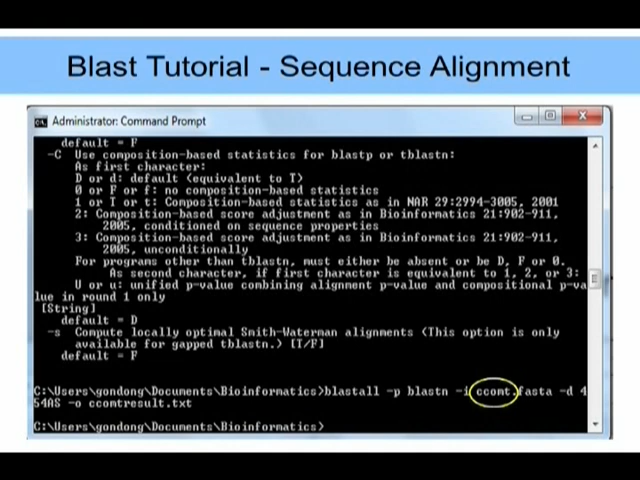 Blast Tutorial - Sequence Alignment
Administrator: Command Prompt
default = F
-C Use composition-based statistics for blastp or tblastn:
As first character:
D or d: default (equivalent to T)
0 or F or f: no composition-based statistics
1 or T or t: Composition-based statistics as in NAR 29:2994-3005, 2001
2: Composition-based score adjustment as in Bioinformatics 21:902-911,
2005, conditioned on sequence properties
3: Composition-based score adjustment as in Bioinformatics 21:902-911,
2005, unconditionally
For programs other than tblastn, must either be absent or be D, F or 0.
As second character, if first character is equivalent to 1, 2, or 3:
U or u: unified p-value combining alignment p-value and compositional p-va
lue in round 1 only
[String]
default = D
-s Compute locally optimal Smith-Waterman alignments (This option is only
available for gapped tblastn.) [T/F]
default = F
C:\Users\gondong\Documents\Bioinformatics>blastall -p blastn -i ccomt.fasta -d 4
54AS -o ccomtresult.txt
C:\Users\gondong\Documents\Bioinformatics>